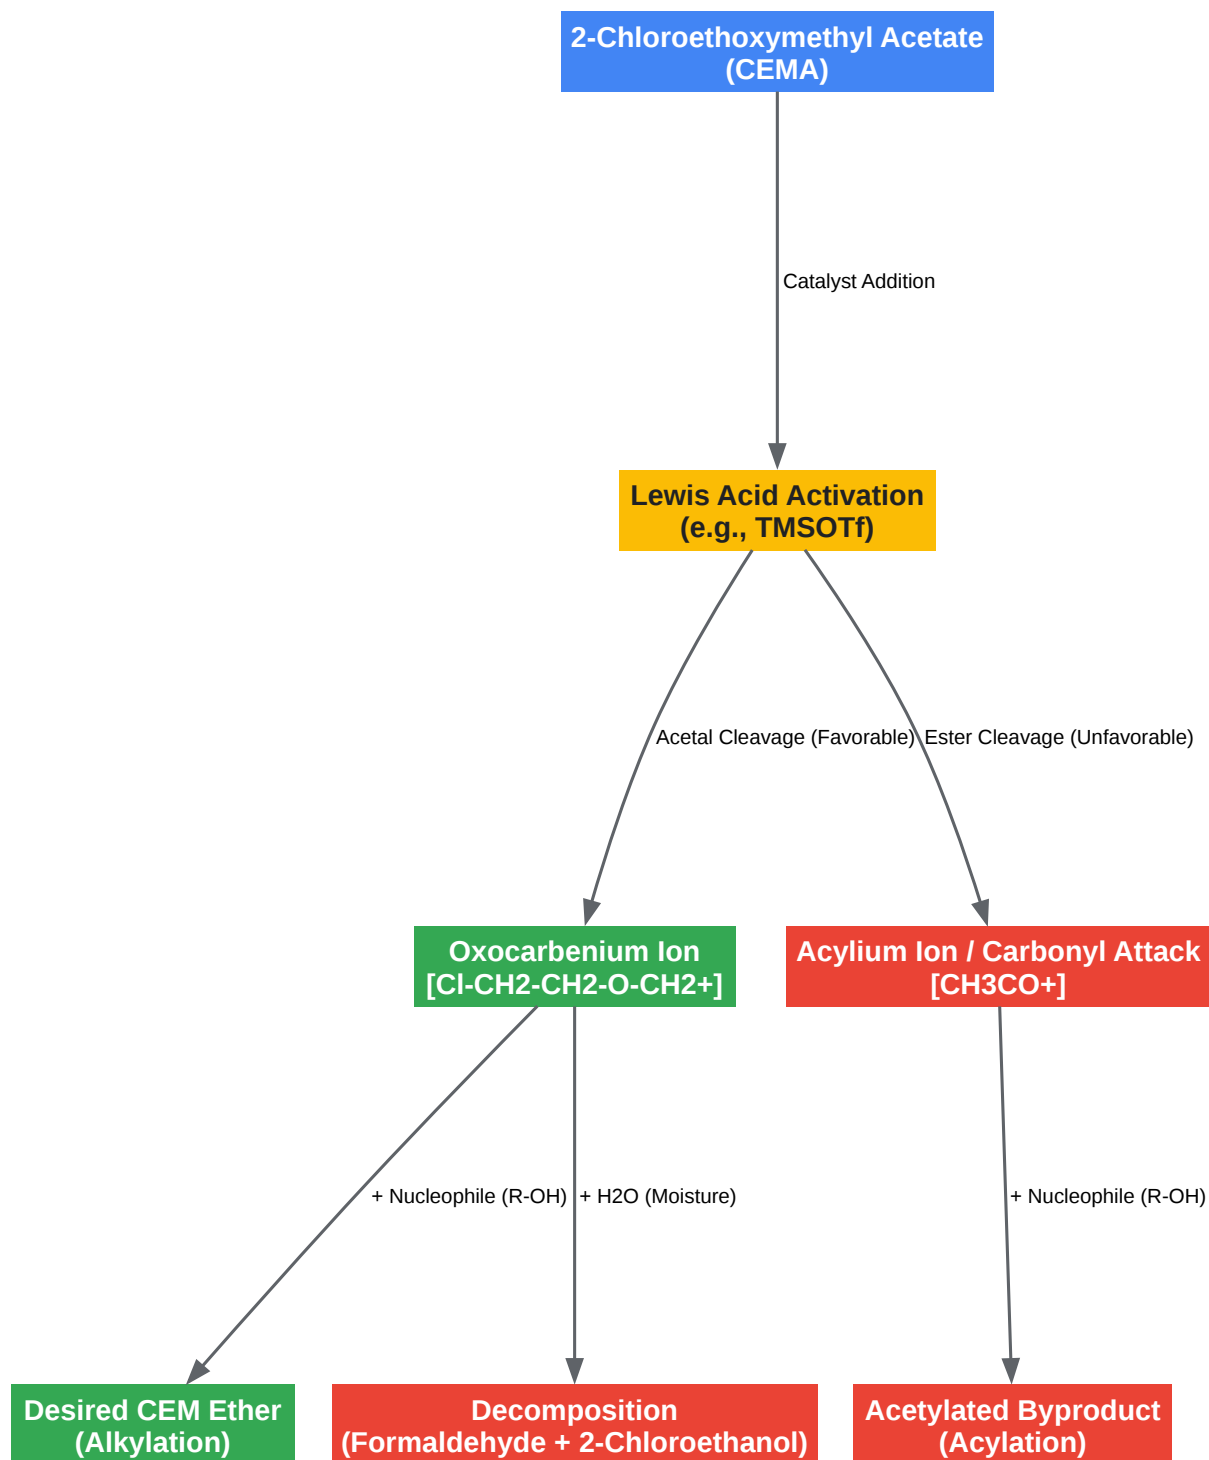 2-Chloroethoxymethyl Acetate
(CEMA)
Catalyst Addition
Lewis Acid Activation
(e.g., TMSOTf)
Acetal Cleavage (Favorable)
Ester Cleavage (Unfavorable)
Oxocarbenium Ion
[Cl-CH2-CH2-O-CH2+]
Acylium Ion / Carbonyl Attack
[CH3CO+]
+ Nucleophile (R-OH)
+ H2O (Moisture)
+ Nucleophile (R-OH)
Desired CEM Ether
(Alkylation)
Decomposition
(Formaldehyde + 2-Chloroethanol)
Acetylated Byproduct
(Acylation)